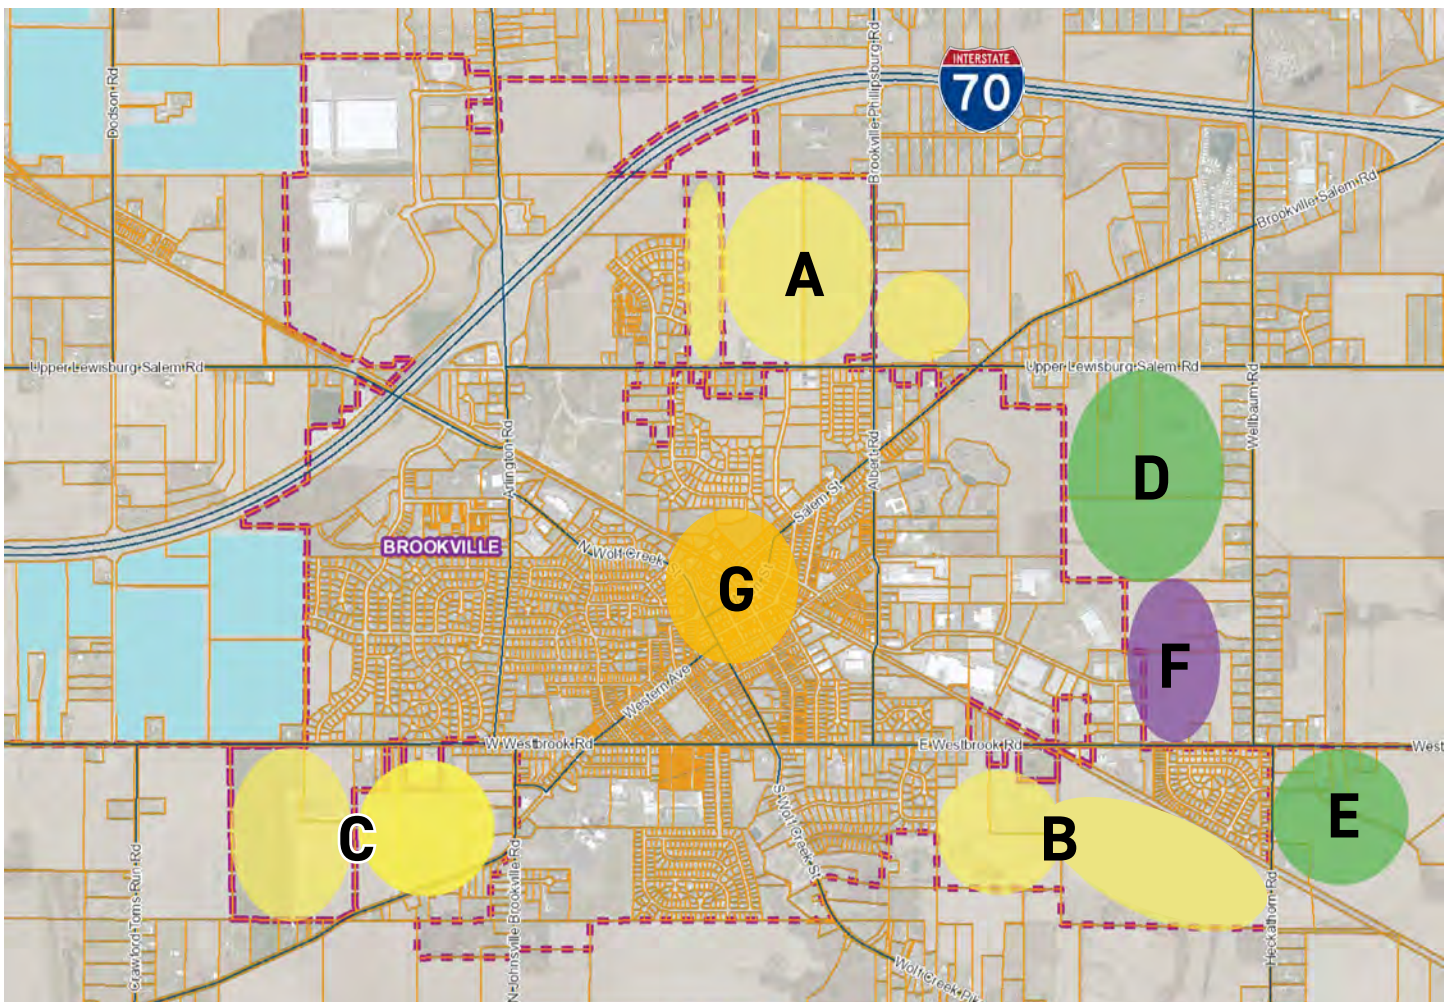 INTERSTATE
70
Dodson Rd
Brookville Phillipsburg Rd
Brookville Salem Rd
A
Upper Lewisburg Salem Rd
Upper Lewisburg Salem Rd
Wellbaum Rd
Arlington Rd
Albert Rd
D
Salem St
BROOKVILLE
N Wolf Creek St
G
F
Western Ave
W Westbrook Rd
E Westbrook Rd
West
C
B
E
S Wolf Creek St
Crawford Toms Run Rd
N Johnsville Brookville Rd
Heckathorn Rd
Wolf Creek Pik